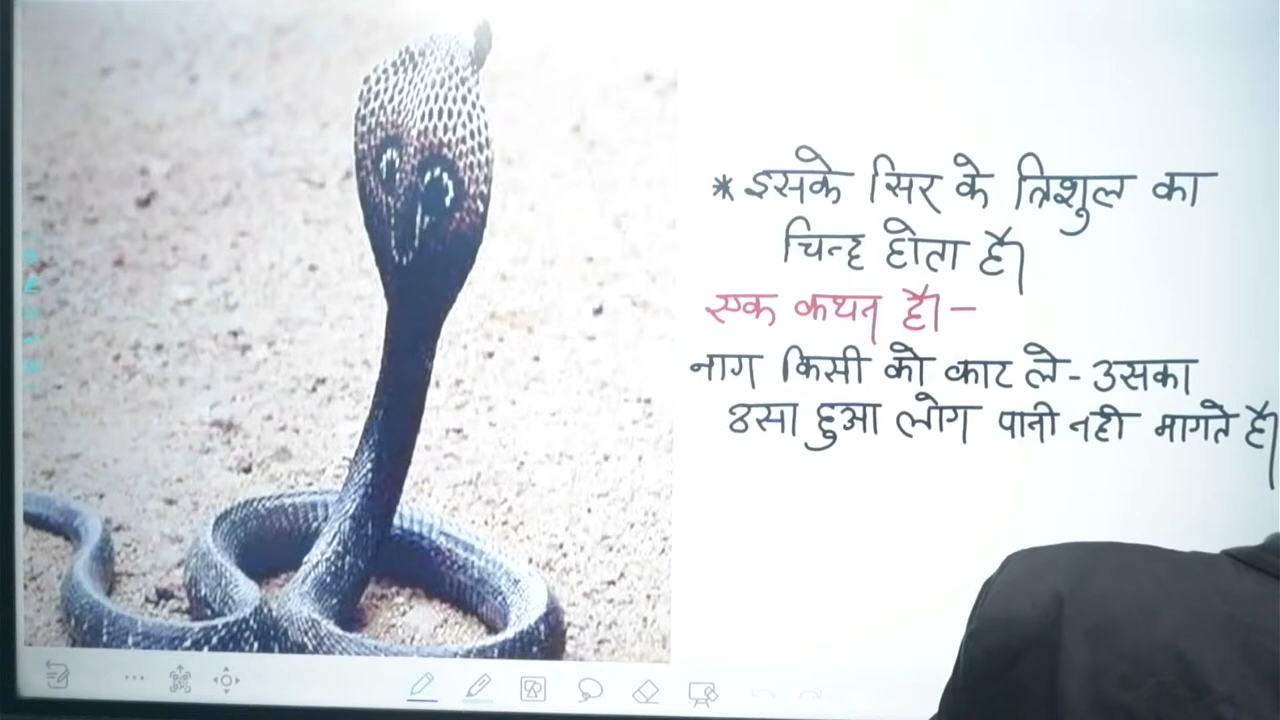 * इसके सिर के त्रिशुल का
चिन्ह होता है।
एक कथन है। -
नाग किसी को काट ले - उसका
डसा हुआ लोग पानी नही मागते है।